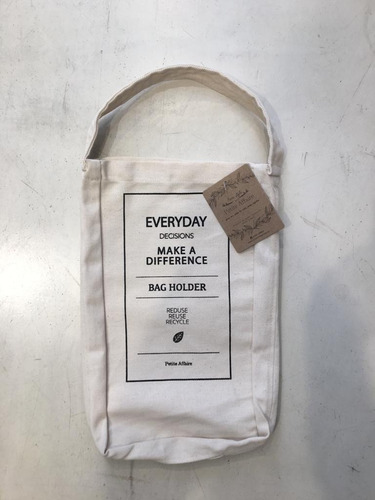 EVERYDAY
DECISIONS
MAKE A
DIFFERENCE
BAG HOLDER
REDUSE
REUSE
RECYCLE
Petite Affaire